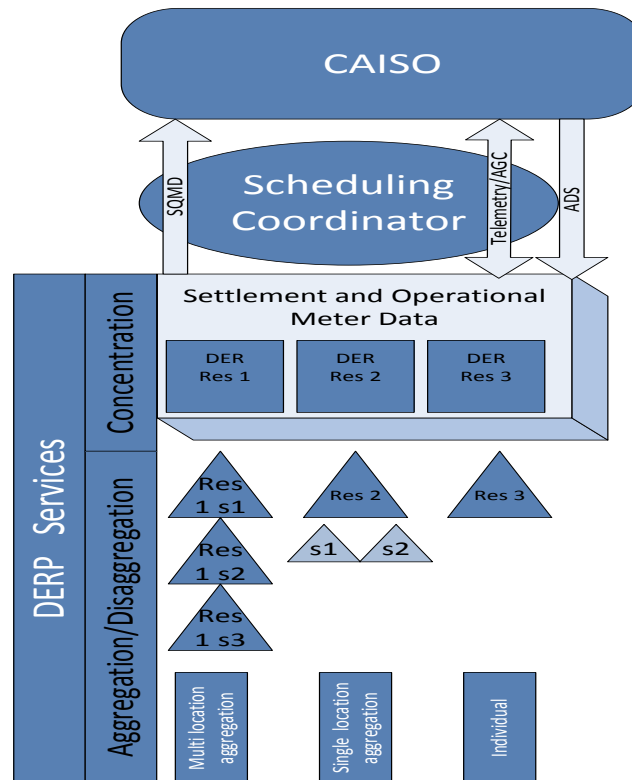 CAISO
Scheduling
Coordinator
SQMD
Telemetry/AGC
ADS
Settlement and Operational
Meter Data
DER
Res 1
DER
Res 2
DER
Res 3
DERP Services
Concentration
Aggregation/Disaggregation
Res
1 s1
Res 2
Res 3
s1
s2
Res
1 s2
Res
1 s3
Multi location
aggregation
Single location
aggregation
Individual